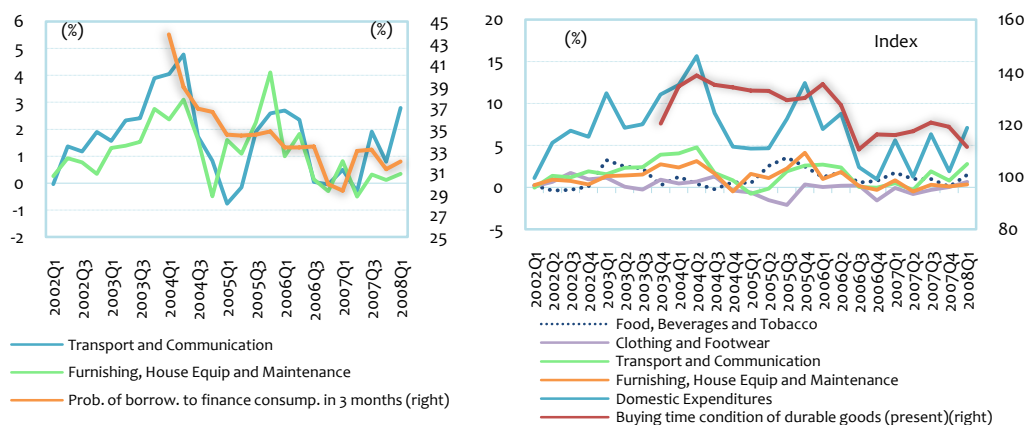 (%)
(%)
6
5
4
3
2
1
0
-1
-2
45
43
41
39
37
35
33
31
29
27
25
2002Q1
2002Q3
2003Q1
2003Q3
2004Q1
2004Q3
2005Q1
2005Q3
2006Q1
2006Q3
2007Q1
2007Q3
2008Q1
Transport and Communication
Furnishing, House Equip and Maintenance
Prob. of borrow. to finance consump. in 3 months (right)
(%)
Index
20
15
10
5
0
-5
160
140
120
100
80
2002Q1
2002Q2
2002Q3
2002Q4
2003Q1
2003Q2
2003Q3
2003Q4
2004Q1
2004Q2
2004Q3
2004Q4
2005Q1
2005Q2
2005Q3
2005Q4
2006Q1
2006Q2
2006Q3
2006Q4
2007Q1
2007Q2
2007Q3
2007Q4
2008Q1
Food, Beverages and Tobacco
Clothing and Footwear
Transport and Communication
Furnishing, House Equip and Maintenance
Domestic Expenditures
Buying time condition of durable goods (present)(right)